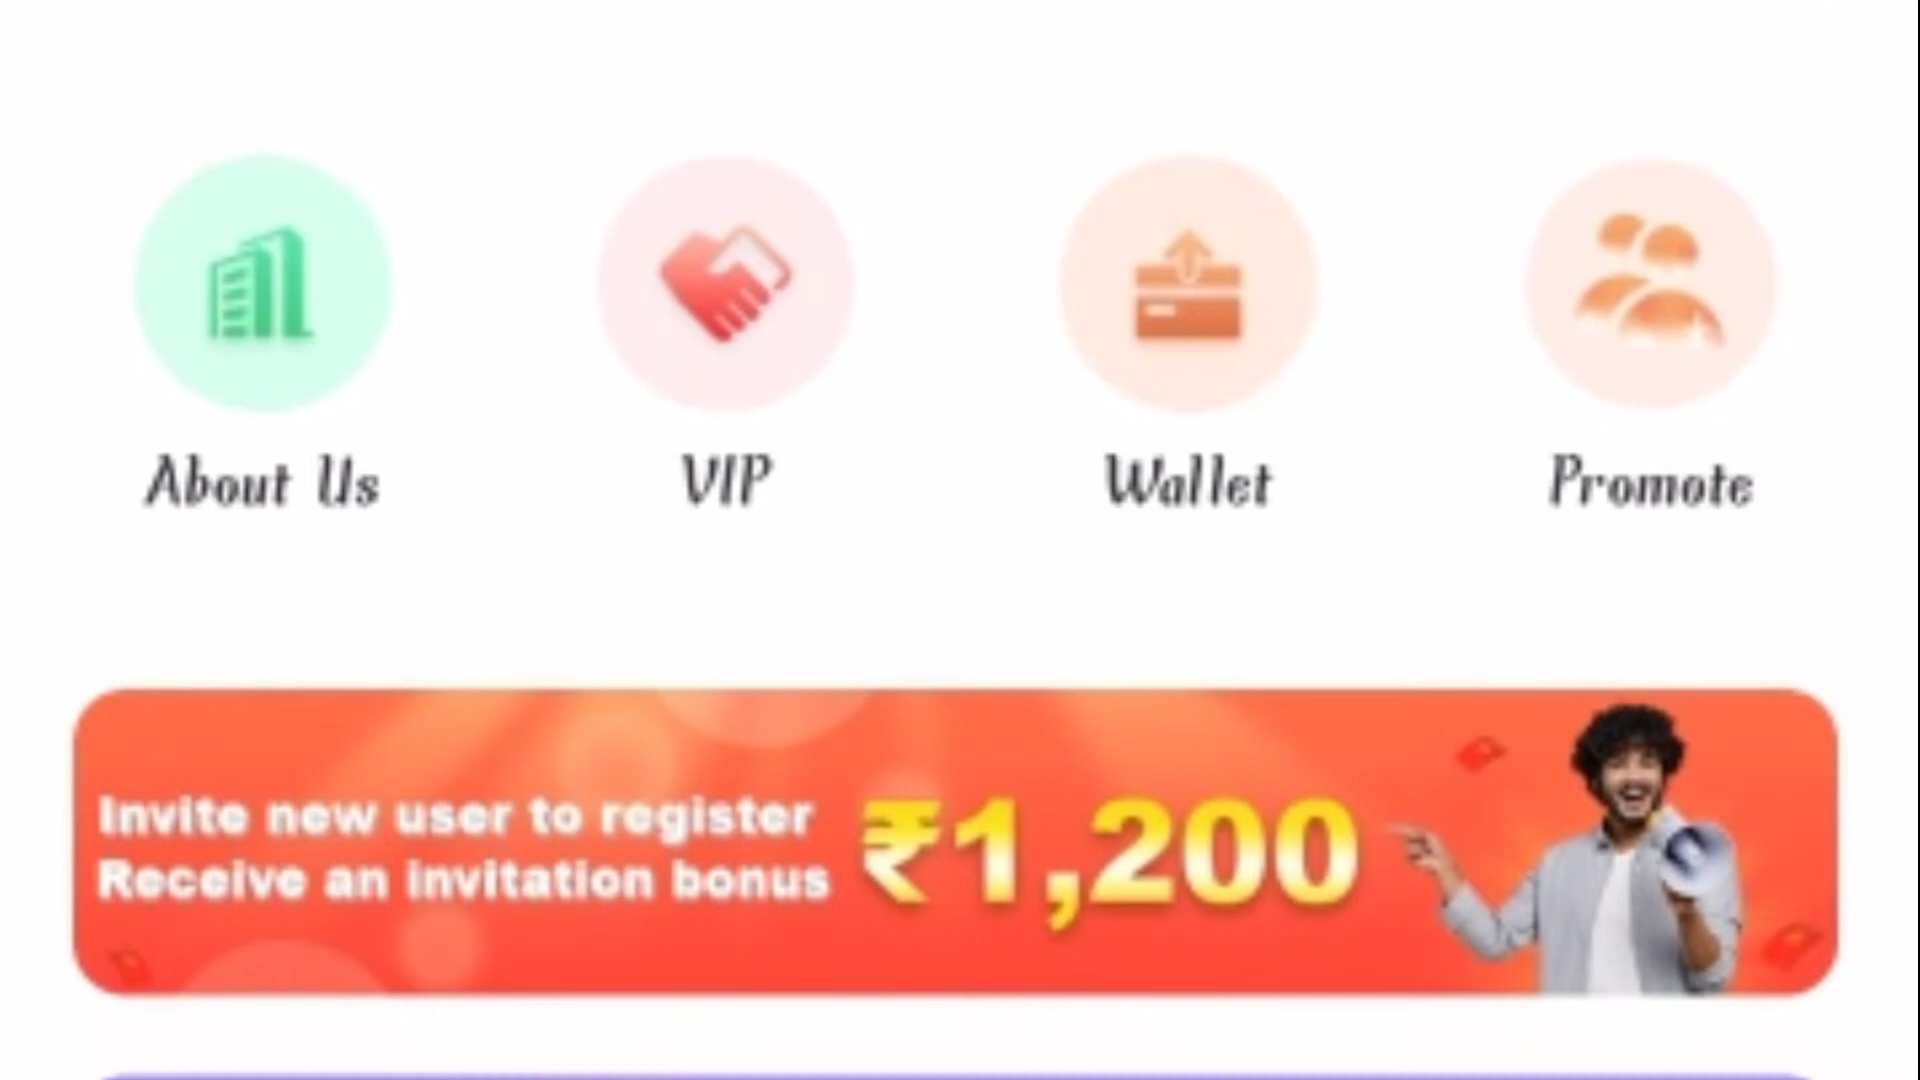 About Us
VIP
Wallet
Promote
Invite new user to register
Receive an invitation bonus
₹1,200